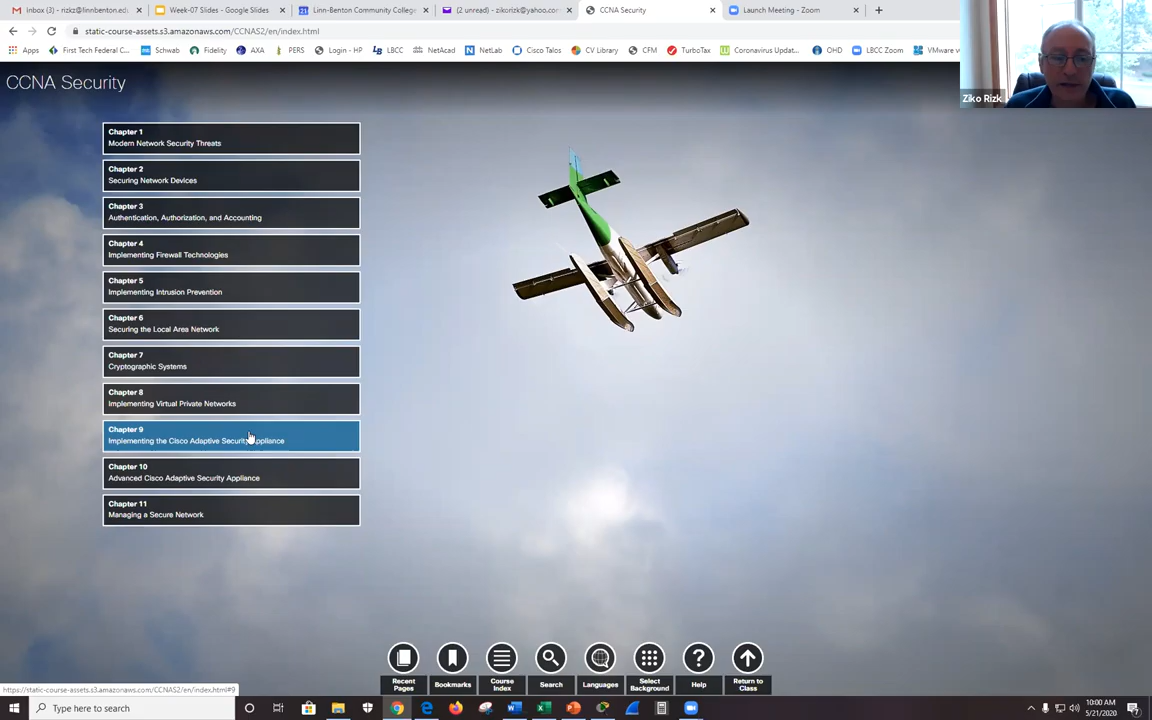 Inbox (3) - rizkz@linnbenton.ed
Week-07 Slides - Google Slides
Linn-Benton Community College
(2 unread) - zikorizk@yahoo.co
CCNA Security
Launch Meeting - Zoom
static-course-assets.s3.amazonaws.com/CCNAS2/en/index.html
Apps
First Tech Federal C...
Schwab
Fidelity
AXA
PERS
Login - HP
LBCC
NetAcad
NetLab
Cisco Talos
CV Library
CFM
TurboTax
Coronavirus Updat...
OHD
LBCC Zoom
VMware
CCNA Security
Ziko Rizk
Chapter 1
Modern Network Security Threats
Chapter 2
Securing Network Devices
Chapter 3
Authentication, Authorization, and Accounting
Chapter 4
Implementing Firewall Technologies
Chapter 5
Implementing Intrusion Prevention
Chapter 6
Securing the Local Area Network
Chapter 7
Cryptographic Systems
Chapter 8
Implementing Virtual Private Networks
Chapter 9
Implementing the Cisco Adaptive Security Appliance
Chapter 10
Advanced Cisco Adaptive Security Appliance
Chapter 11
Managing a Secure Network
Recent
Pages
Bookmarks
Course
Index
Search
Languages
Select
Background
Help
Return to
Class
https://static-course-assets.s3.amazonaws.com/CCNAS2/en/index.html#9
Type here to search
10:00 AM
5/21/2020